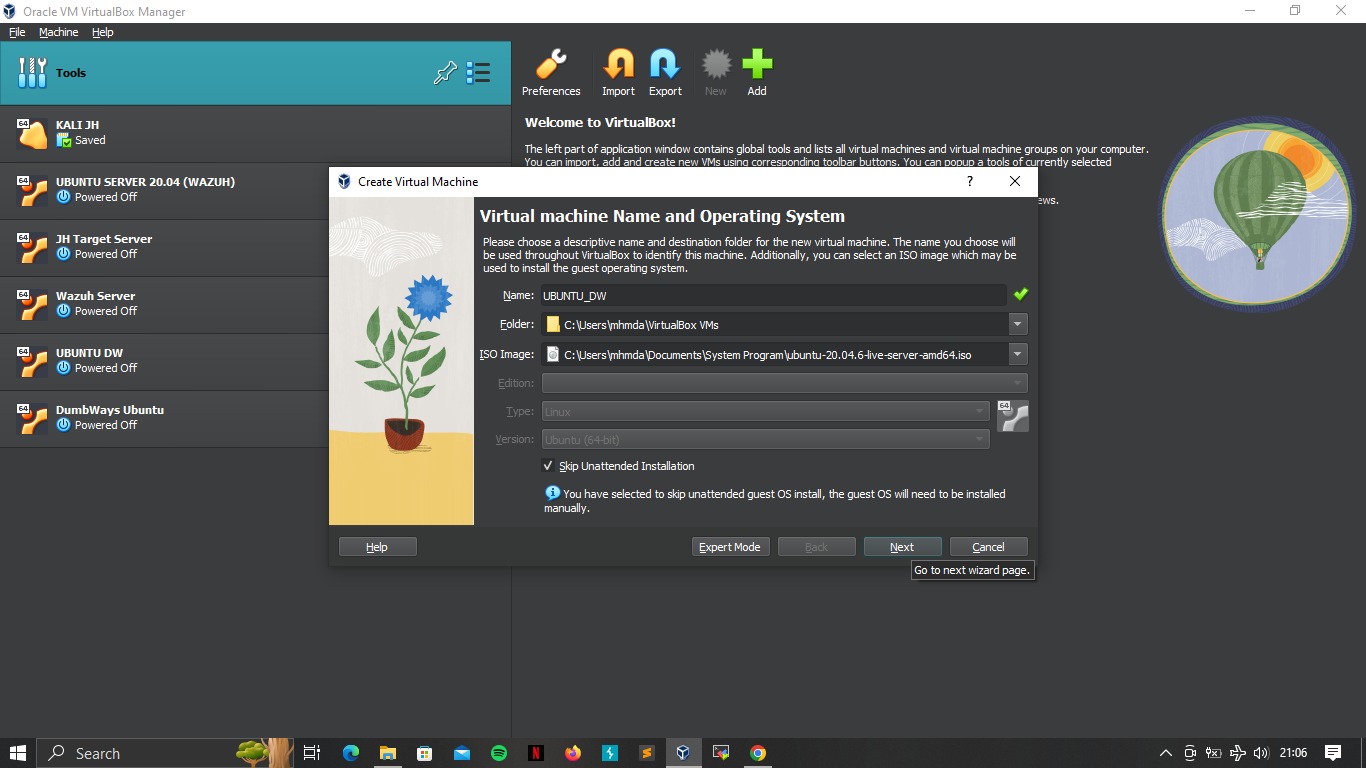 Oracle VM VirtualBox Manager
File Machine Help
Tools
Preferences Import Export New Add
64
KALI JH
Saved
64
UBUNTU SERVER 20.04 (WAZUH)
Powered Off
64
JH Target Server
Powered Off
64
Wazuh Server
Powered Off
64
UBUNTU DW
Powered Off
64
DumbWays Ubuntu
Powered Off
Welcome to VirtualBox!
The left part of application window contains global tools and lists all virtual machines and virtual machine groups on your computer.
You can import, add and create new VMs using corresponding toolbar buttons. You can popup a tools of currently selected
ews.
Create Virtual Machine
?
Virtual machine Name and Operating System
Please choose a descriptive name and destination folder for the new virtual machine. The name you choose will
be used throughout VirtualBox to identify this machine. Additionally, you can select an ISO image which may be
used to install the guest operating system.
Name: UBUNTU_DW
Folder: C:\Users\mhmda\VirtualBox VMs
ISO Image: C:\Users\mhmda\Documents\System Program\ubuntu-20.04.6-live-server-amd64.iso
Edition:
Type: Linux
64
Version: Ubuntu (64-bit)
Skip Unattended Installation
You have selected to skip unattended guest OS install, the guest OS will need to be installed
manually.
Help Expert Mode Back Next Cancel
Go to next wizard page.
Search
21:06